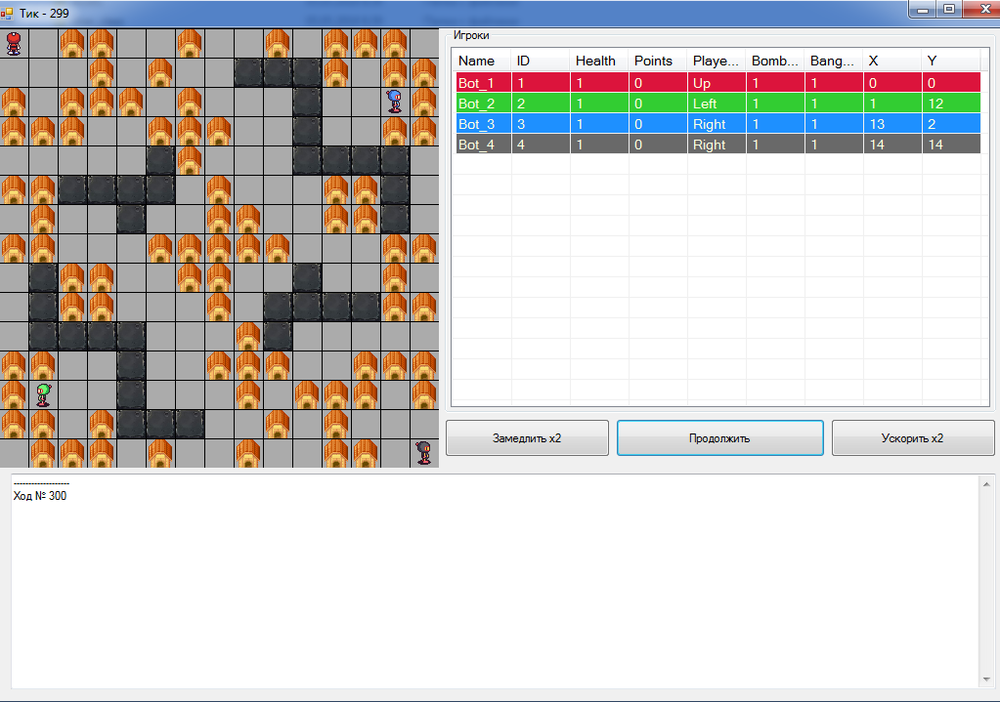 Тик - 299
Игроки
Name ID Health Points Playe... Bomb... Bang... X Y
Bot_1 1 1 0 Up 1 1 0 0
Bot_2 2 1 0 Left 1 1 1 12
Bot_3 3 1 0 Right 1 1 13 2
Bot_4 4 1 0 Right 1 1 14 14
Замедлить x2 Продолжить Ускорить x2
-------------------
Ход № 300